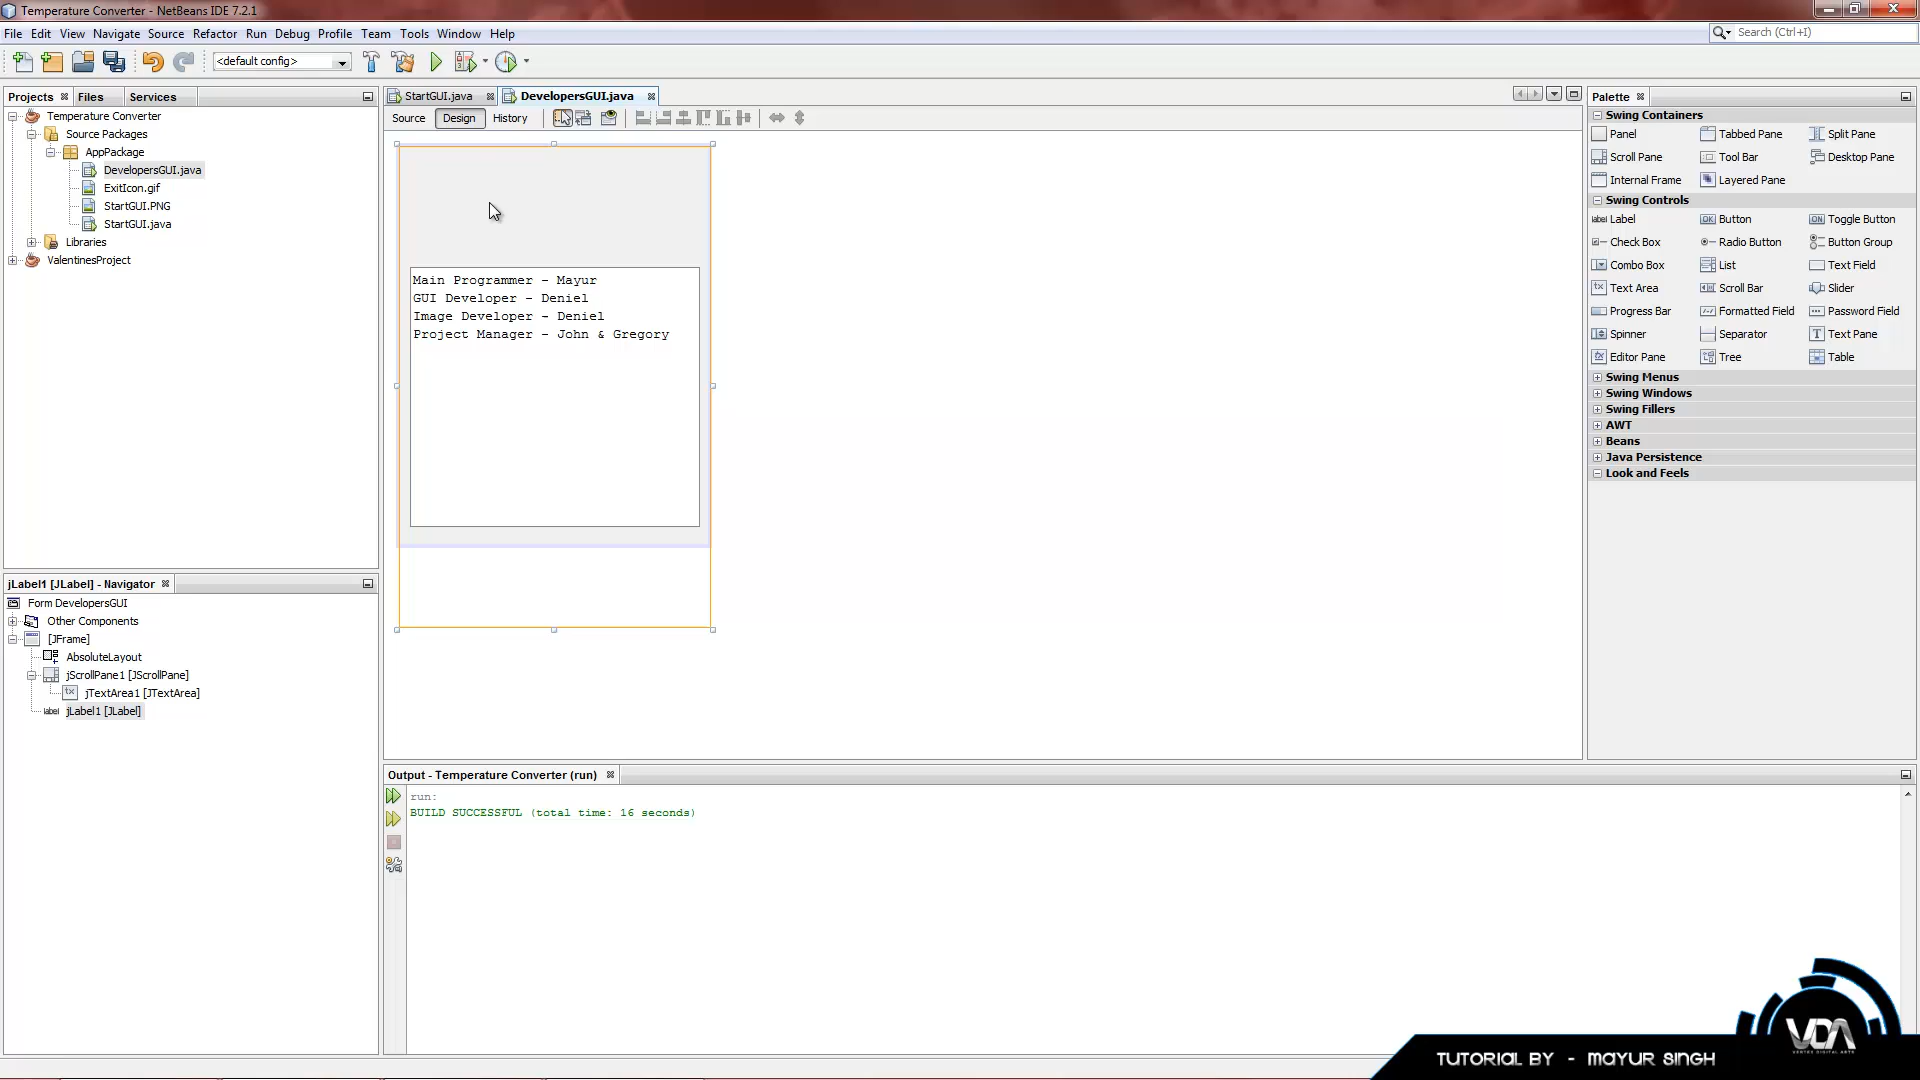 Temperature Converter - NetBeans IDE 7.2.1
File Edit View Navigate Source Refactor Run Debug Profile Team Tools Window Help
Search (Ctrl+I)
<default config>
Projects Files Services
Temperature Converter
Source Packages
AppPackage
DevelopersGUI.java
ExitIcon.gif
StartGUI.PNG
StartGUI.java
Libraries
ValentinesProject
jLabel1 [JLabel] - Navigator
Form DevelopersGUI
Other Components
[JFrame]
AbsoluteLayout
jScrollPane1 [JScrollPane]
jTextArea1 [JTextArea]
label jLabel1 [JLabel]
StartGUI.java DevelopersGUI.java
Source Design History
Main Programmer - Mayur
GUI Developer - Deniel
Image Developer - Deniel
Project Manager - John & Gregory
Output - Temperature Converter (run)
run:
BUILD SUCCESSFUL (total time: 16 seconds)
Palette
Swing Containers
Panel Tabbed Pane Split Pane
Scroll Pane Tool Bar Desktop Pane
Internal Frame Layered Pane
Swing Controls
label Label OK Button ON Toggle Button
Check Box Radio Button Button Group
Combo Box List Text Field
Text Area Scroll Bar Slider
Progress Bar Formatted Field Password Field
Spinner Separator Text Pane
Editor Pane Tree Table
Swing Menus
Swing Windows
Swing Fillers
AWT
Beans
Java Persistence
Look and Feels
VDA
VERTEX DIGITAL ARTS
TUTORIAL BY - MAYUR SINGH